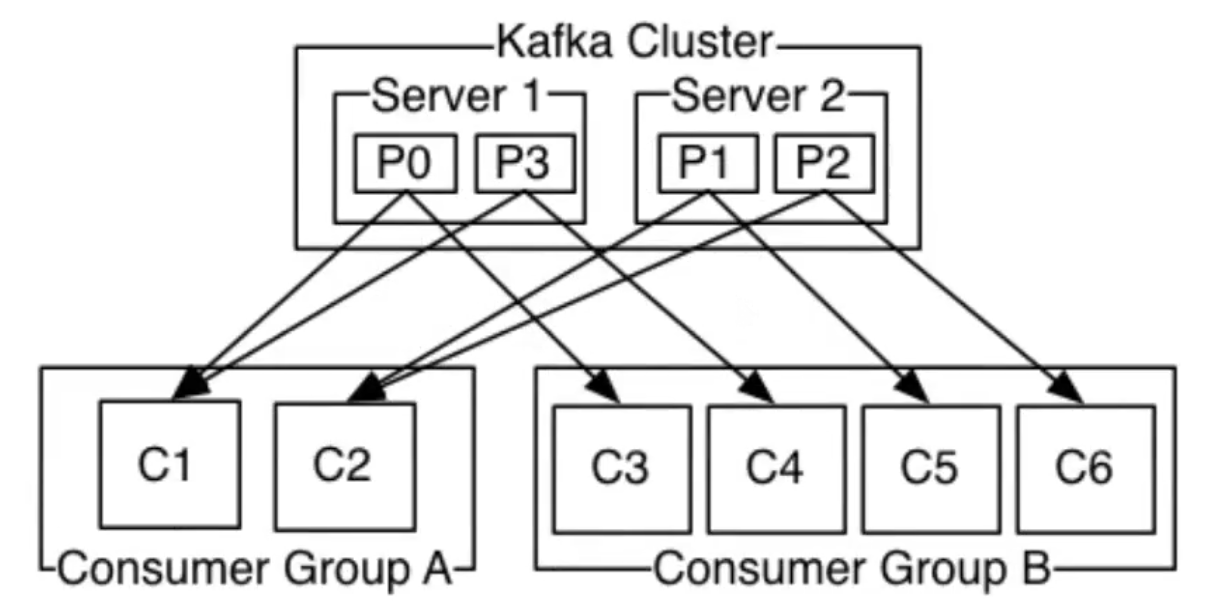 Kafka Cluster
Server 1
Server 2
P0
P3
P1
P2
C1
C2
C3
C4
C5
C6
Consumer Group A
Consumer Group B